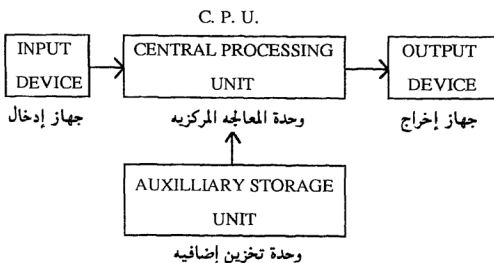 C. P. U.
INPUT DEVICE
جهاز إدخال
CENTRAL PROCESSING UNIT
وحدة المعالجه المركزيه
OUTPUT DEVICE
جهاز إخراج
AUXILLIARY STORAGE UNIT
وحدة تخزين إضافيه